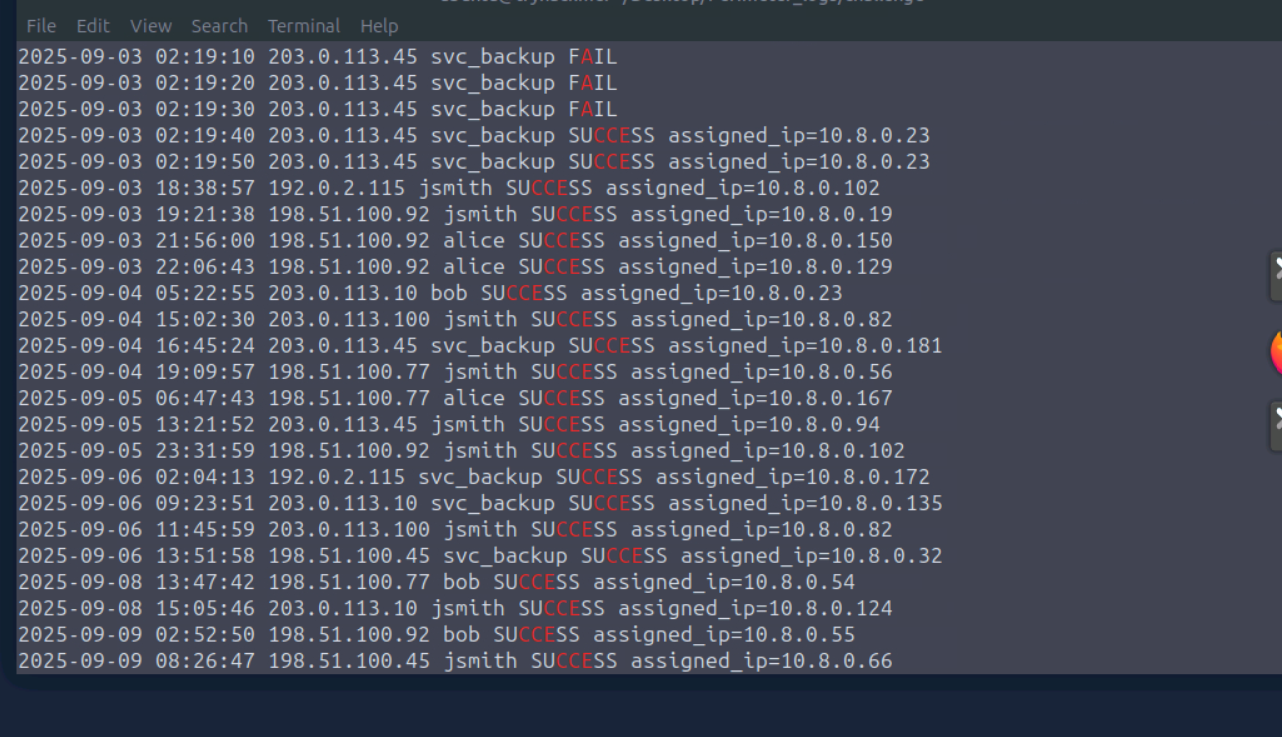 File Edit View Search Terminal Help
2025-09-03 02:19:10 203.0.113.45 svc_backup FAIL
2025-09-03 02:19:20 203.0.113.45 svc_backup FAIL
2025-09-03 02:19:30 203.0.113.45 svc_backup FAIL
2025-09-03 02:19:40 203.0.113.45 svc_backup SUCCESS assigned_ip=10.8.0.23
2025-09-03 02:19:50 203.0.113.45 svc_backup SUCCESS assigned_ip=10.8.0.23
2025-09-03 18:38:57 192.0.2.115 jsmith SUCCESS assigned_ip=10.8.0.102
2025-09-03 19:21:38 198.51.100.92 jsmith SUCCESS assigned_ip=10.8.0.19
2025-09-03 21:56:00 198.51.100.92 alice SUCCESS assigned_ip=10.8.0.150
2025-09-03 22:06:43 198.51.100.92 alice SUCCESS assigned_ip=10.8.0.129
2025-09-04 05:22:55 203.0.113.10 bob SUCCESS assigned_ip=10.8.0.23
2025-09-04 15:02:30 203.0.113.100 jsmith SUCCESS assigned_ip=10.8.0.82
2025-09-04 16:45:24 203.0.113.45 svc_backup SUCCESS assigned_ip=10.8.0.181
2025-09-04 19:09:57 198.51.100.77 jsmith SUCCESS assigned_ip=10.8.0.56
2025-09-05 06:47:43 198.51.100.77 alice SUCCESS assigned_ip=10.8.0.167
2025-09-05 13:21:52 203.0.113.45 jsmith SUCCESS assigned_ip=10.8.0.94
2025-09-05 23:31:59 198.51.100.92 jsmith SUCCESS assigned_ip=10.8.0.102
2025-09-06 02:04:13 192.0.2.115 svc_backup SUCCESS assigned_ip=10.8.0.172
2025-09-06 09:23:51 203.0.113.10 svc_backup SUCCESS assigned_ip=10.8.0.135
2025-09-06 11:45:59 203.0.113.100 jsmith SUCCESS assigned_ip=10.8.0.82
2025-09-06 13:51:58 198.51.100.45 svc_backup SUCCESS assigned_ip=10.8.0.32
2025-09-08 13:47:42 198.51.100.77 bob SUCCESS assigned_ip=10.8.0.54
2025-09-08 15:05:46 203.0.113.10 jsmith SUCCESS assigned_ip=10.8.0.124
2025-09-09 02:52:50 198.51.100.92 bob SUCCESS assigned_ip=10.8.0.55
2025-09-09 08:26:47 198.51.100.45 jsmith SUCCESS assigned_ip=10.8.0.66